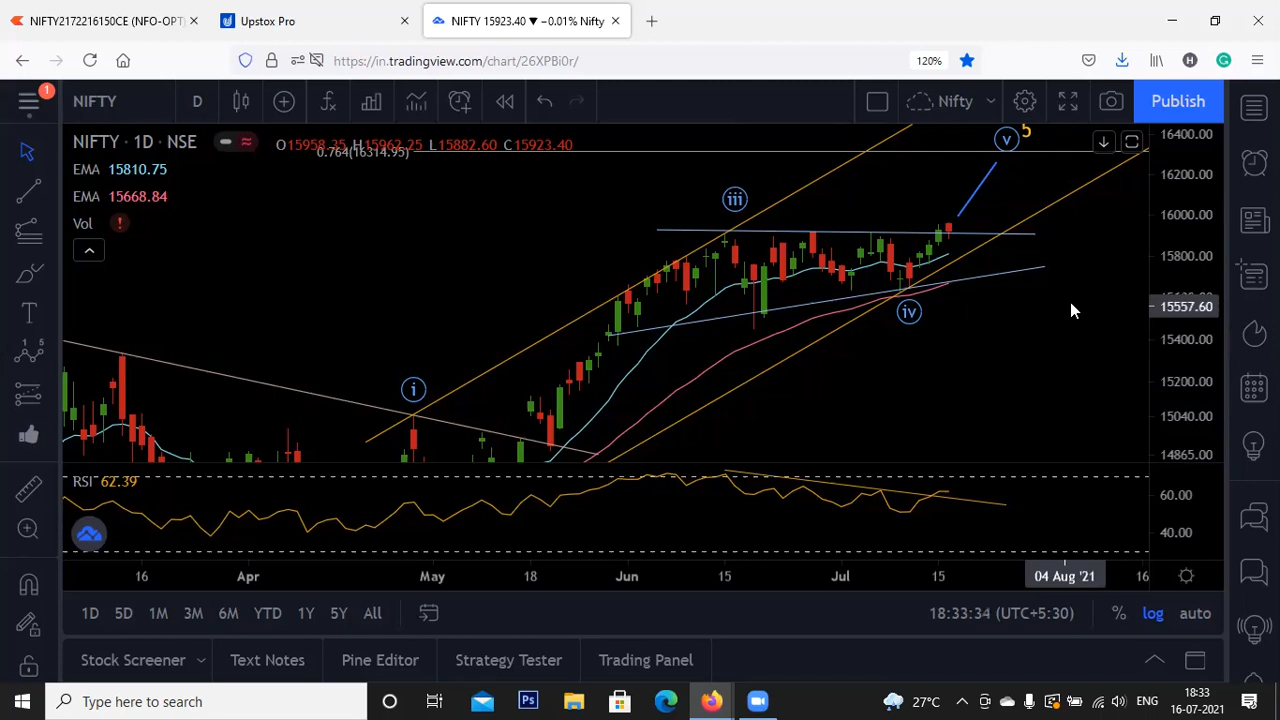 NIFTY2172216150CE (NFO-OPT)
Upstox Pro
NIFTY 15923.40 ▼ −0.01% Nifty
https://in.tradingview.com/chart/26XPBi0r/
120%
1
NIFTY
D
Nifty
Publish
NIFTY · 1D · NSE
O15958.35 H15962.25 L15882.60 C15923.40
0.764(16314.95)
EMA 15810.75
EMA 15668.84
Vol !
i
iii
iv
v 5
16400.00
16200.00
16000.00
15800.00
15557.60
15400.00
15200.00
15040.00
14865.00
RSI 62.39
60.00
40.00
16 Apr May 18 Jun 15 Jul 15 04 Aug '21 16
1D 5D 1M 3M 6M YTD 1Y 5Y All
18:33:34 (UTC+5:30)
% log auto
Stock Screener
Text Notes
Pine Editor
Strategy Tester
Trading Panel
Type here to search
27°C
ENG
18:33
16-07-2021